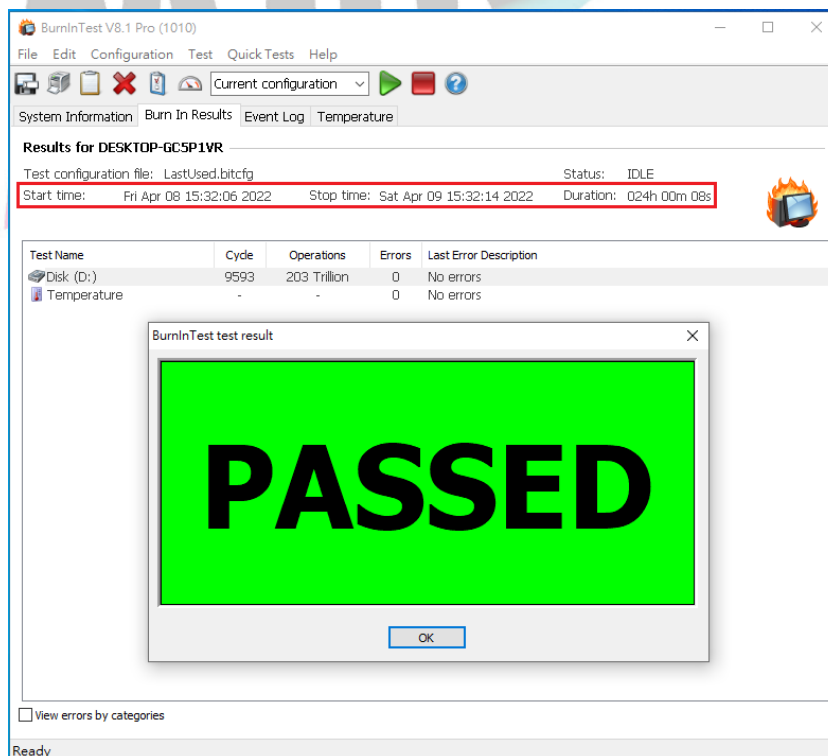 BurnInTest V8.1 Pro (1010)
File Edit Configuration Test Quick Tests Help
Current configuration
System Information Burn In Results Event Log Temperature
Results for DESKTOP-GC5P1VR
Test configuration file: LastUsed.bitcfg Status: IDLE
Start time: Fri Apr 08 15:32:06 2022 Stop time: Sat Apr 09 15:32:14 2022 Duration: 024h 00m 08s
Test Name Cycle Operations Errors Last Error Description
Disk (D:) 9593 203 Trillion 0 No errors
Temperature - - 0 No errors
BurnInTest test result
PASSED
OK
View errors by categories
Ready